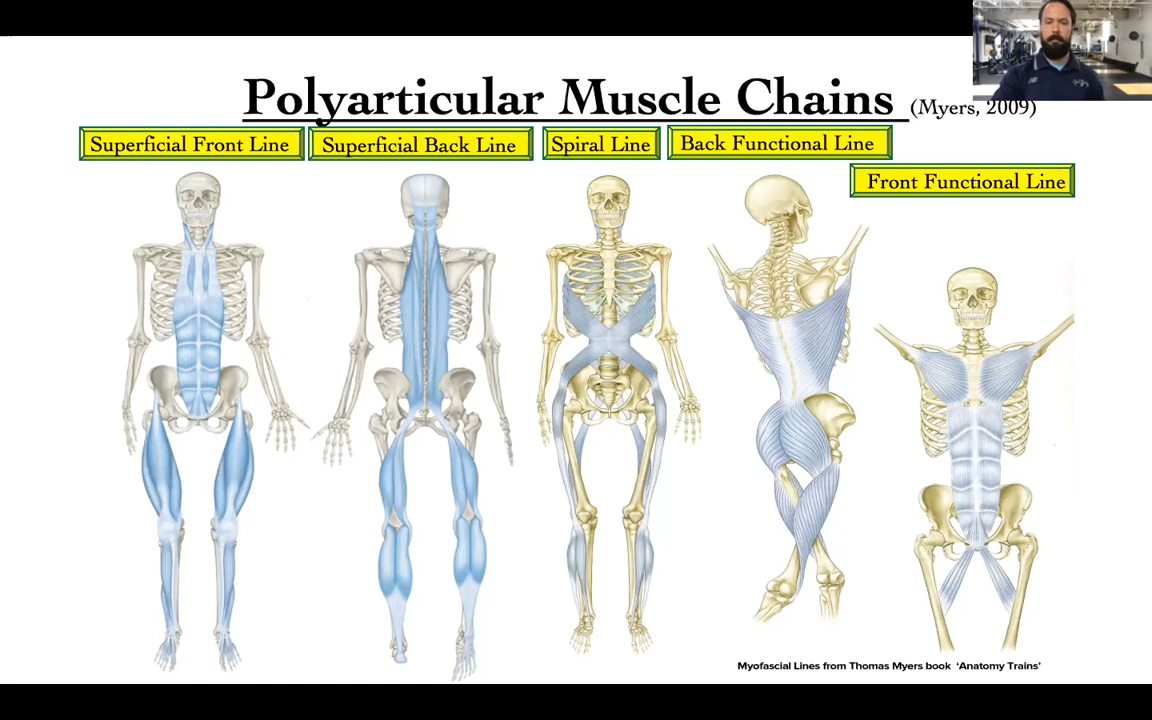 Polyarticular Muscle Chains (Myers, 2009)
Superficial Front Line
Superficial Back Line
Spiral Line
Back Functional Line
Front Functional Line
Myofascial Lines from Thomas Myers book 'Anatomy Trains'